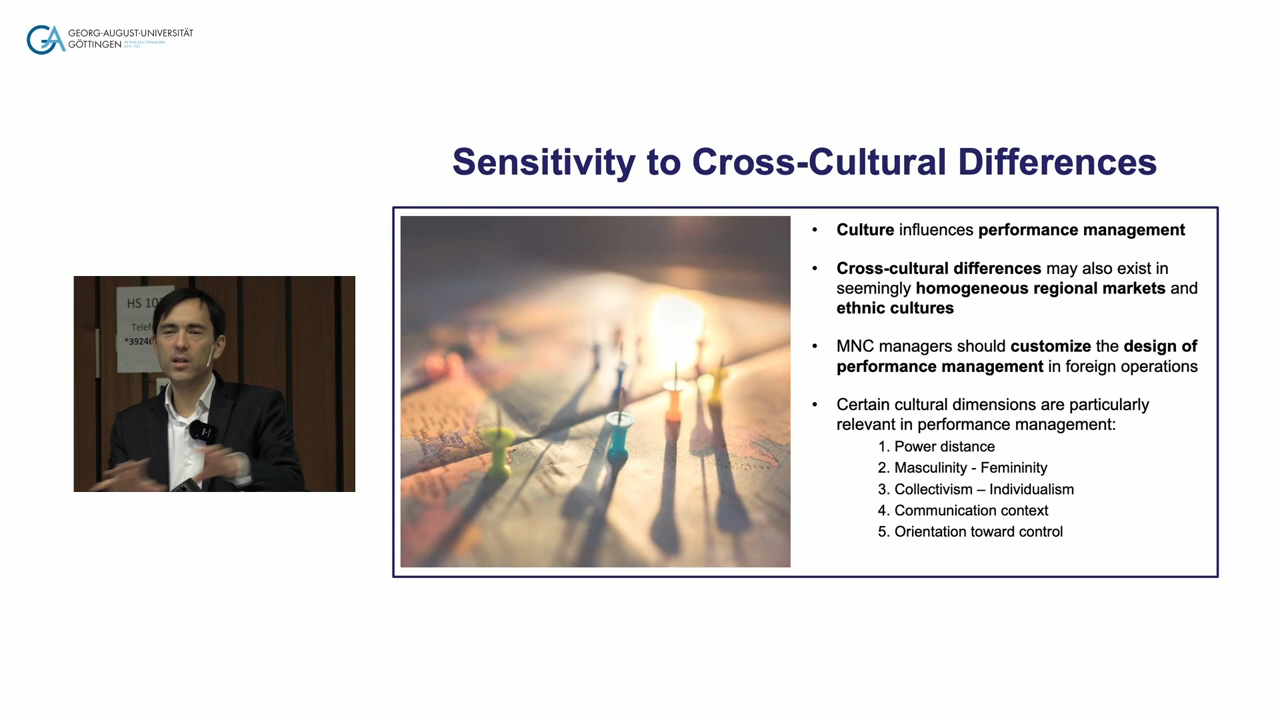 GEORG-AUGUST-UNIVERSITÄT
GÖTTINGEN
Sensitivity to Cross-Cultural Differences
HS 10
Telef
*3924
• Culture influences performance management
• Cross-cultural differences may also exist in
seemingly homogeneous regional markets and
ethnic cultures
• MNC managers should customize the design of
performance management in foreign operations
• Certain cultural dimensions are particularly
relevant in performance management:
1. Power distance
2. Masculinity - Femininity
3. Collectivism – Individualism
4. Communication context
5. Orientation toward control